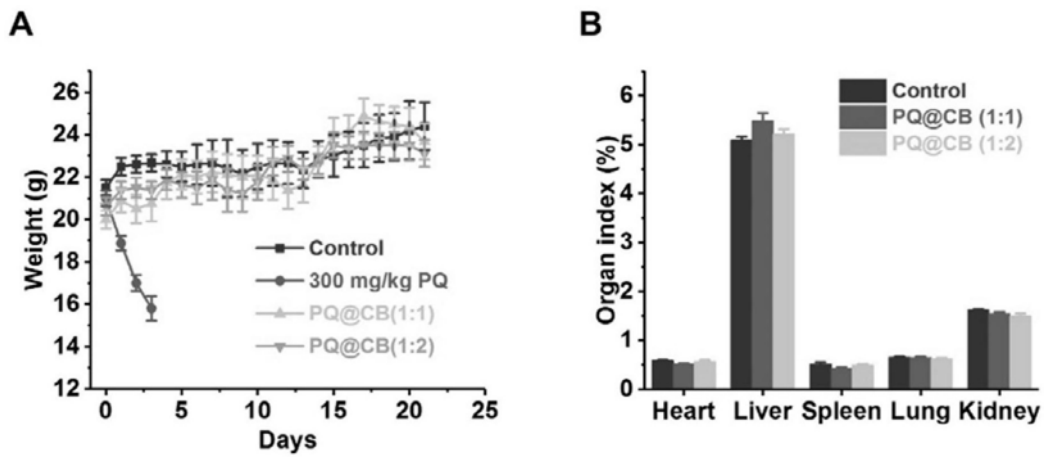 A
Weight (g)
26
24
22
20
18
16
14
12
0
5
10
15
20
25
Days
Control
300 mg/kg PQ
PQ@CB(1:1)
PQ@CB(1:2)
B
Organ index (%)
6
5
4
3
2
1
0
Heart Liver Spleen Lung Kidney
Control
PQ@CB (1:1)
PQ@CB (1:2)